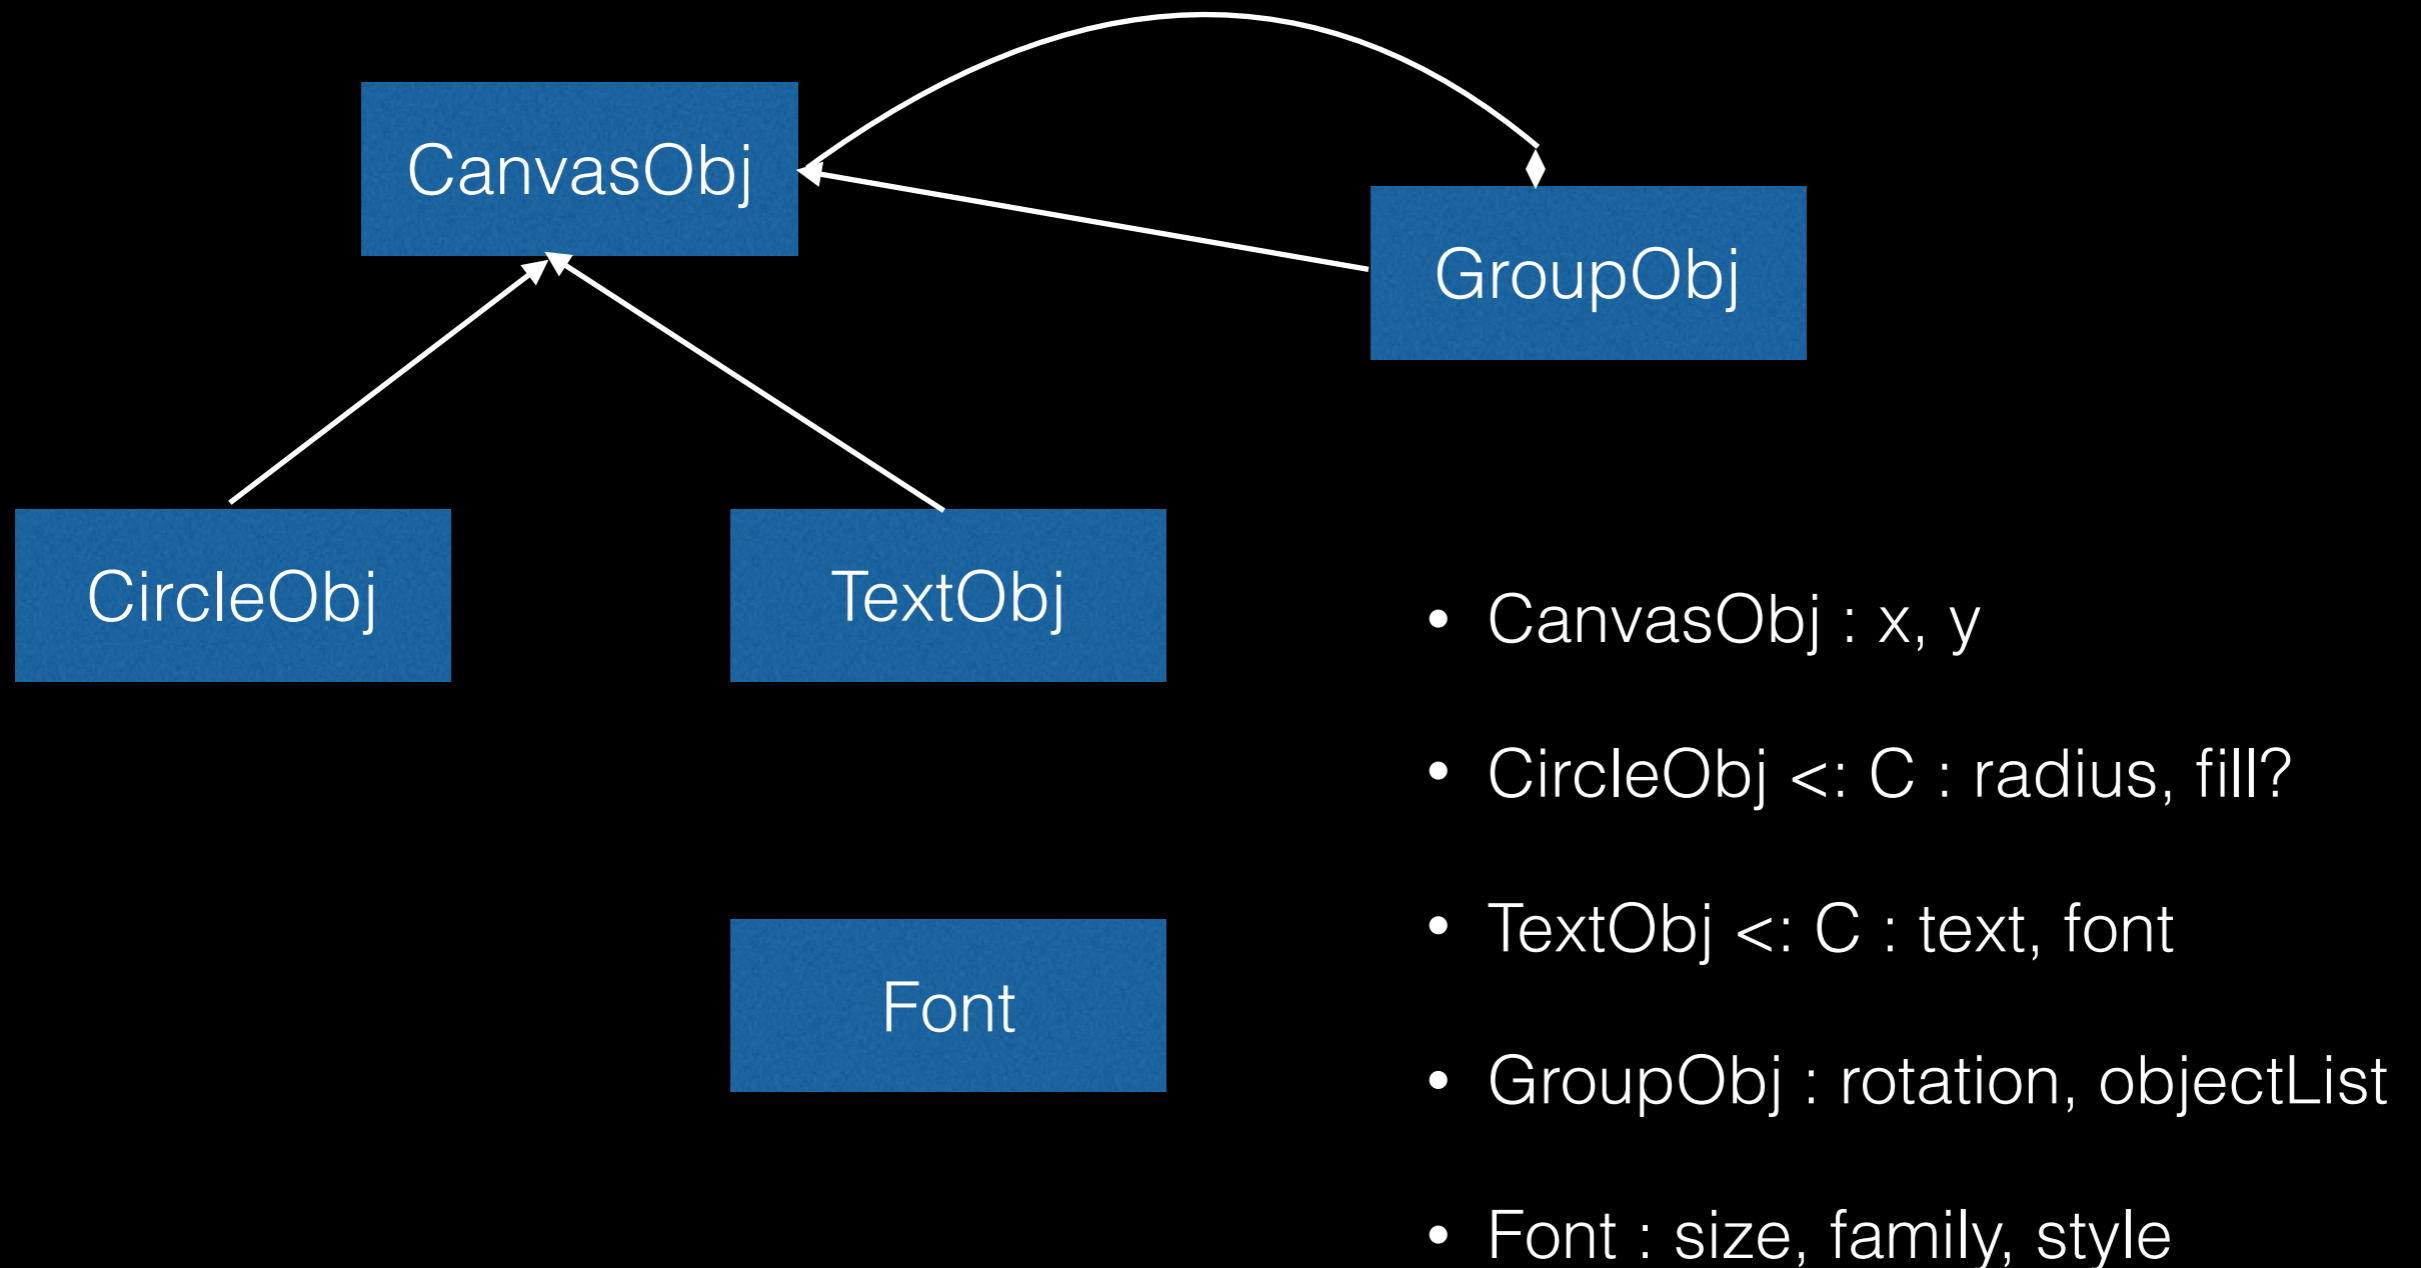 CanvasObj
GroupObj
CircleObj
TextObj
Font
• CanvasObj : x, y
• CircleObj <: C : radius, fill?
• TextObj <: C : text, font
• GroupObj : rotation, objectList
• Font : size, family, style